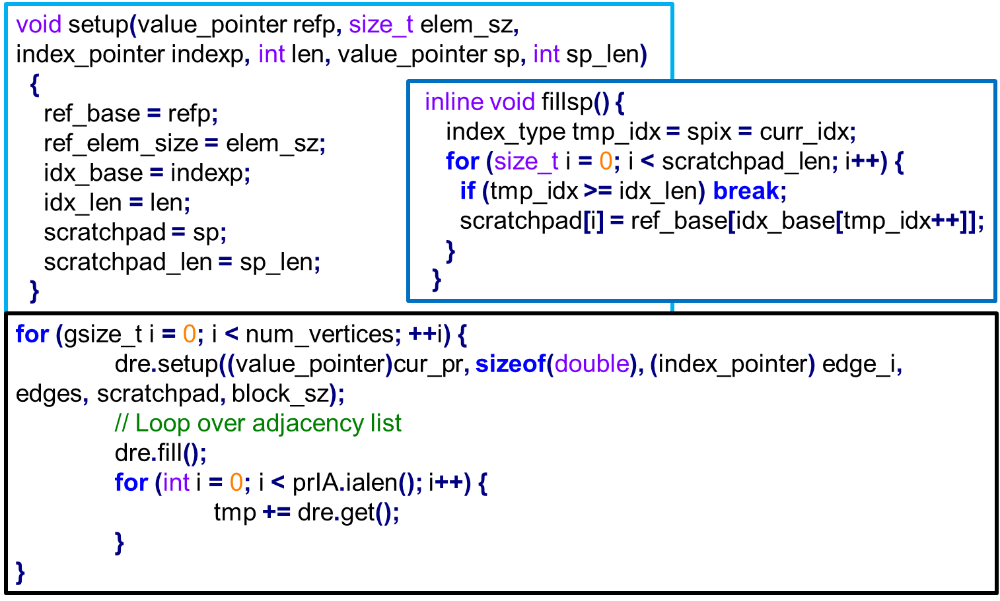 void setup(value_pointer refp, size_t elem_sz,
index_pointer indexp, int len, value_pointer sp, int sp_len)
{
ref_base = refp;
ref_elem_size = elem_sz;
idx_base = indexp;
idx_len = len;
scratchpad = sp;
scratchpad_len = sp_len;
}
inline void fillsp() {
index_type tmp_idx = spix = curr_idx;
for (size_t i = 0; i < scratchpad_len; i++) {
if (tmp_idx >= idx_len) break;
scratchpad[i] = ref_base[idx_base[tmp_idx++]];
}
}
for (gsize_t i = 0; i < num_vertices; ++i) {
dre.setup((value_pointer)cur_pr, sizeof(double), (index_pointer) edge_i,
edges, scratchpad, block_sz);
// Loop over adjacency list
dre.fill();
for (int i = 0; i < prIA.ialen(); i++) {
tmp += dre.get();
}
}